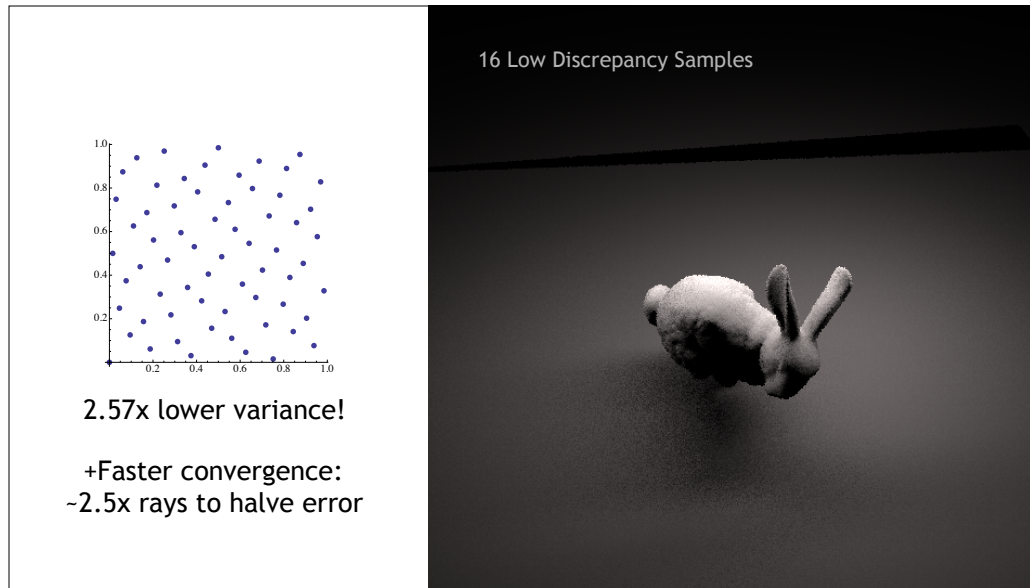 16 Low Discrepancy Samples
1.0
0.8
0.6
0.4
0.2
0.2 0.4 0.6 0.8 1.0
2.57x lower variance!
+Faster convergence:
~2.5x rays to halve error